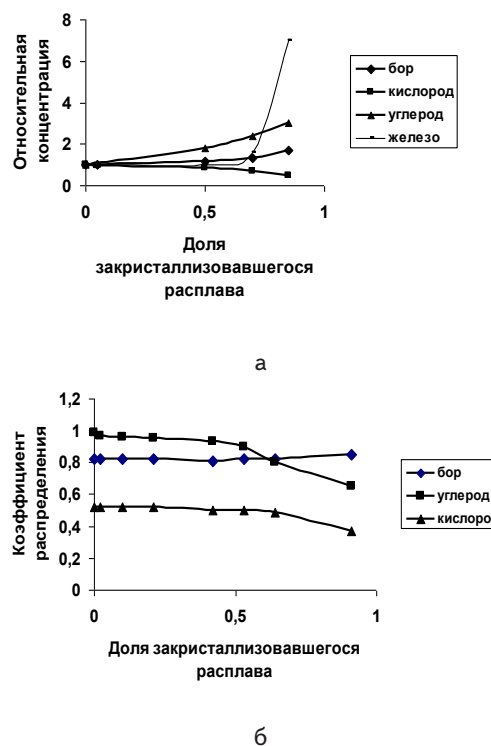 8
6
4
2
0
0
0,5
1
Относительная
концентрация
Доля
закристаллизовавшегося
расплава
бор
кислород
углерод
железо
а
1,2
1
0,8
0,6
0,4
0,2
0
0
0,5
1
Коэффициент
распределения
Доля закристаллизовавшегося
расплава
бор
углерод
кислоро
б